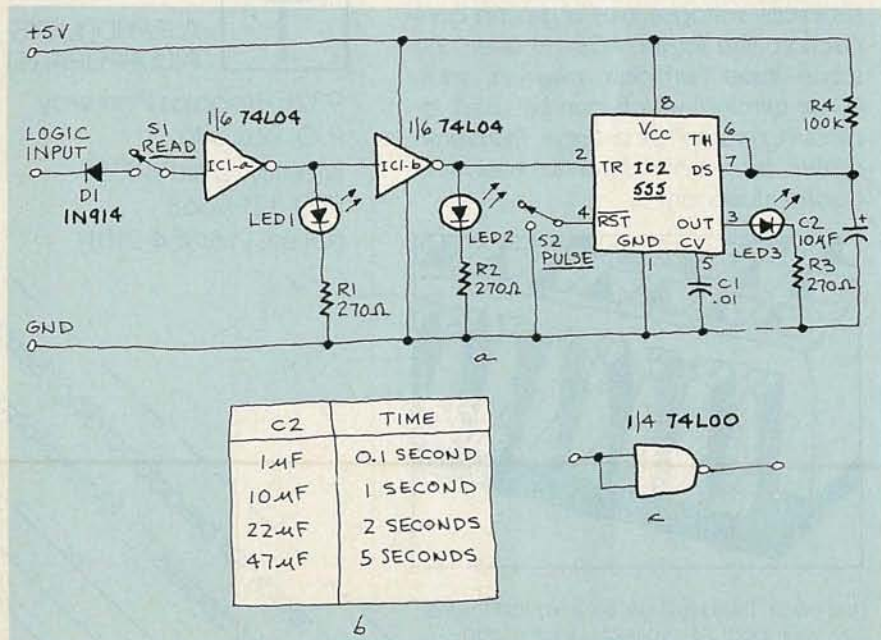 +5V
LOGIC
INPUT
D1
1N914
S1
READ
1/6 74L04
IC1-a
LED1
R1
270Ω
1/6 74L04
IC1-b
LED2
R2
270Ω
S2
PULSE
8
VCC
2
TR
IC2
555
TH
6
DS
7
4
RST
OUT
3
GND
CV
1
5
C1
.01
LED3
R4
100K
C2
10µF
+
R3
270Ω
GND
a
C2 TIME
1µF 0.1 SECOND
10µF 1 SECOND
22µF 2 SECONDS
47µF 5 SECONDS
b
1/4 74L00
c